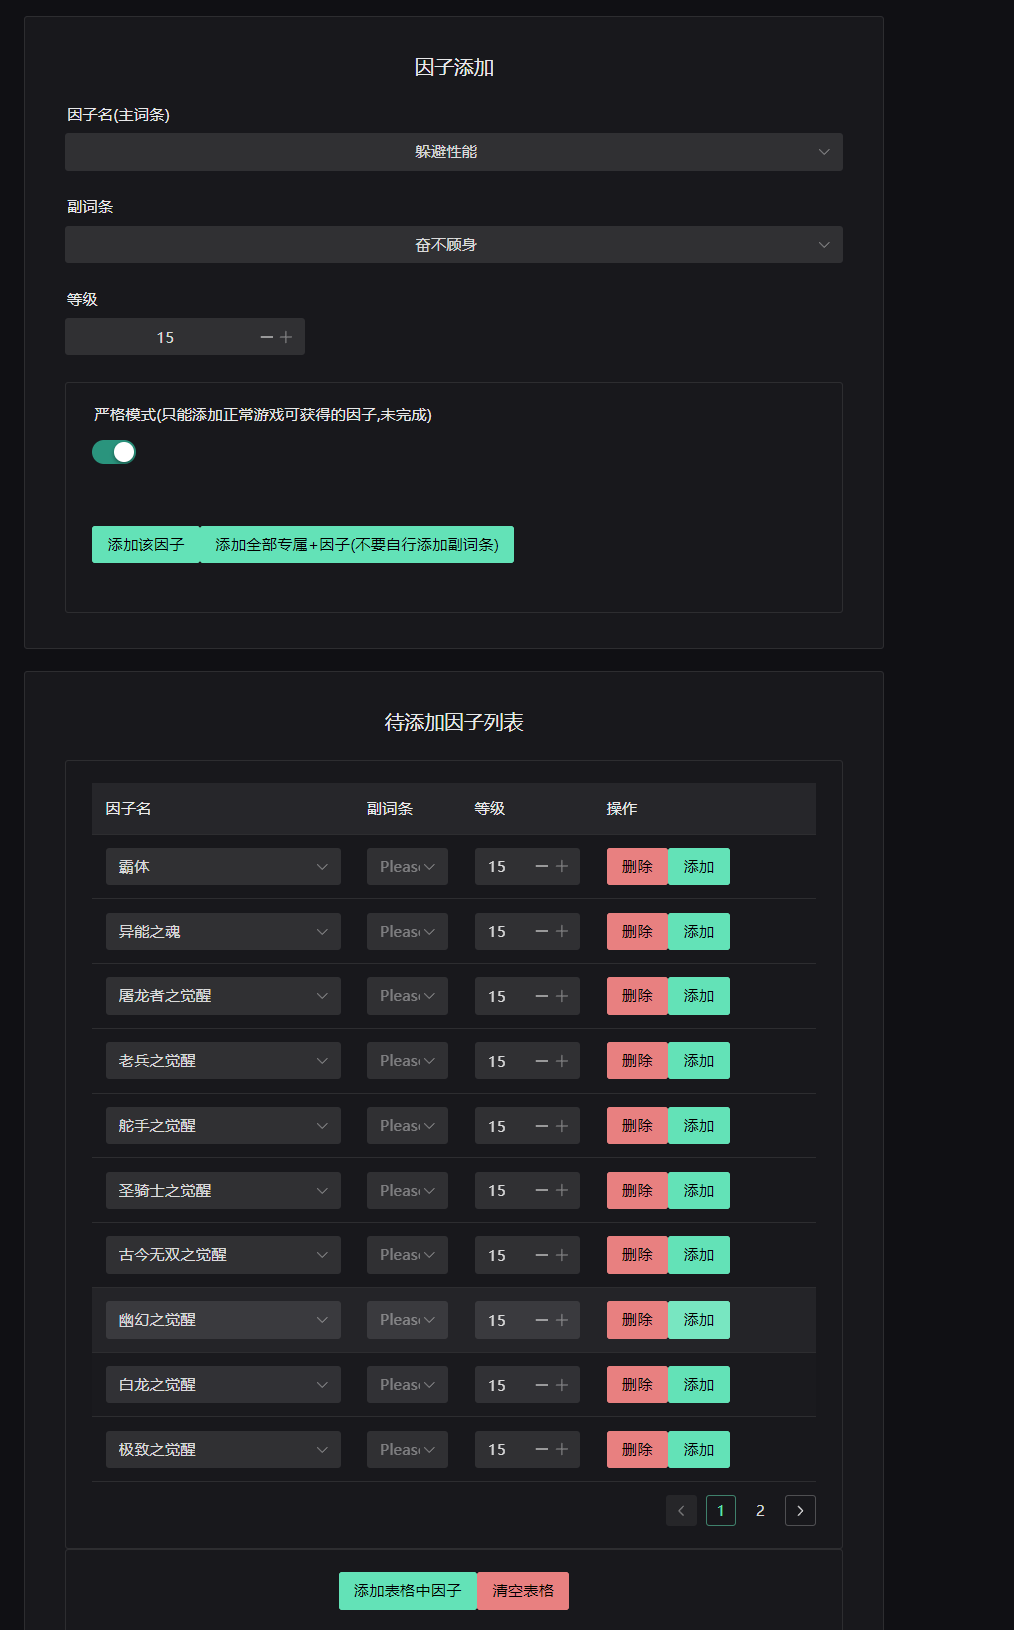 因子添加
因子名(主词条)
躲避性能
副词条
奋不顾身
等级
15
严格模式(只能添加正常游戏可获得的因子,未完成)
添加该因子 添加全部专属+因子(不要自行添加副词条)
待添加因子列表
因子名 副词条 等级 操作
霸体 Pleas 15 删除 添加
异能之魂 Pleas 15 删除 添加
屠龙者之觉醒 Pleas 15 删除 添加
老兵之觉醒 Pleas 15 删除 添加
舵手之觉醒 Pleas 15 删除 添加
圣骑士之觉醒 Pleas 15 删除 添加
古今无双之觉醒 Pleas 15 删除 添加
幽幻之觉醒 Pleas 15 删除 添加
白龙之觉醒 Pleas 15 删除 添加
极致之觉醒 Pleas 15 删除 添加
1 2
添加表格中因子 清空表格